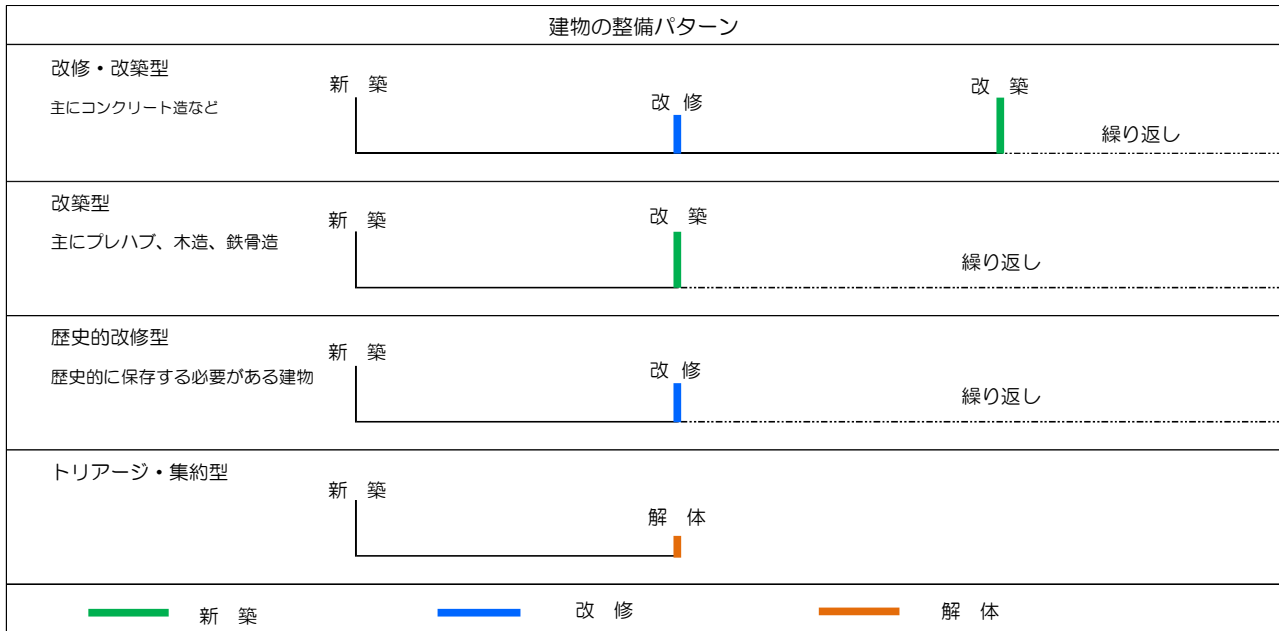 建物の整備パターン
改修・改築型
主にコンクリート造など
新 築
改 修
改 築
繰り返し
改築型
主にプレハブ、木造、鉄骨造
新 築
改 築
繰り返し
歴史的改修型
歴史的に保存する必要がある建物
新 築
改 修
繰り返し
トリアージ・集約型
新 築
解 体
新 築
改 修
解 体